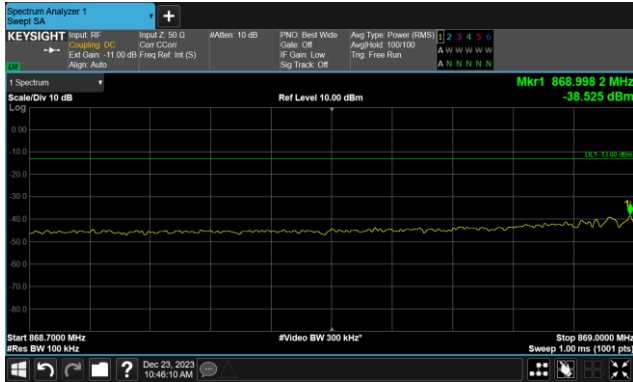 Spectrum Analyzer 1
Swept SA
KEYSIGHT
Input: RF
Coupling: DC
Ext Gain: -11.00 dB
Align: Auto
Input Z: 50 Ω
Corr CCorr
Freq Ref: Int (S)
#Atten: 10 dB
PNO: Best Wide
Gate: Off
IF Gain: Low
Sig Track: Off
Avg Type: Power (RMS)
Avg|Hold: 100/100
Trig: Free Run
1 2 3 4 5 6
A W W W W W
A N N N N N
1 Spectrum
Scale/Div 10 dB
Ref Level 10.00 dBm
Mkr1 868.998 2 MHz
-38.525 dBm
Log
0.00
-10.0
DL1 -13.00 dBm
-20.0
-30.0
1
-40.0
-50.0
-60.0
-70.0
-80.0
Start 868.7000 MHz
#Video BW 300 kHz*
Stop 869.0000 MHz
#Res BW 100 kHz
Sweep 1.00 ms (1001 pts)
Dec 23, 2023
10:46:10 AM